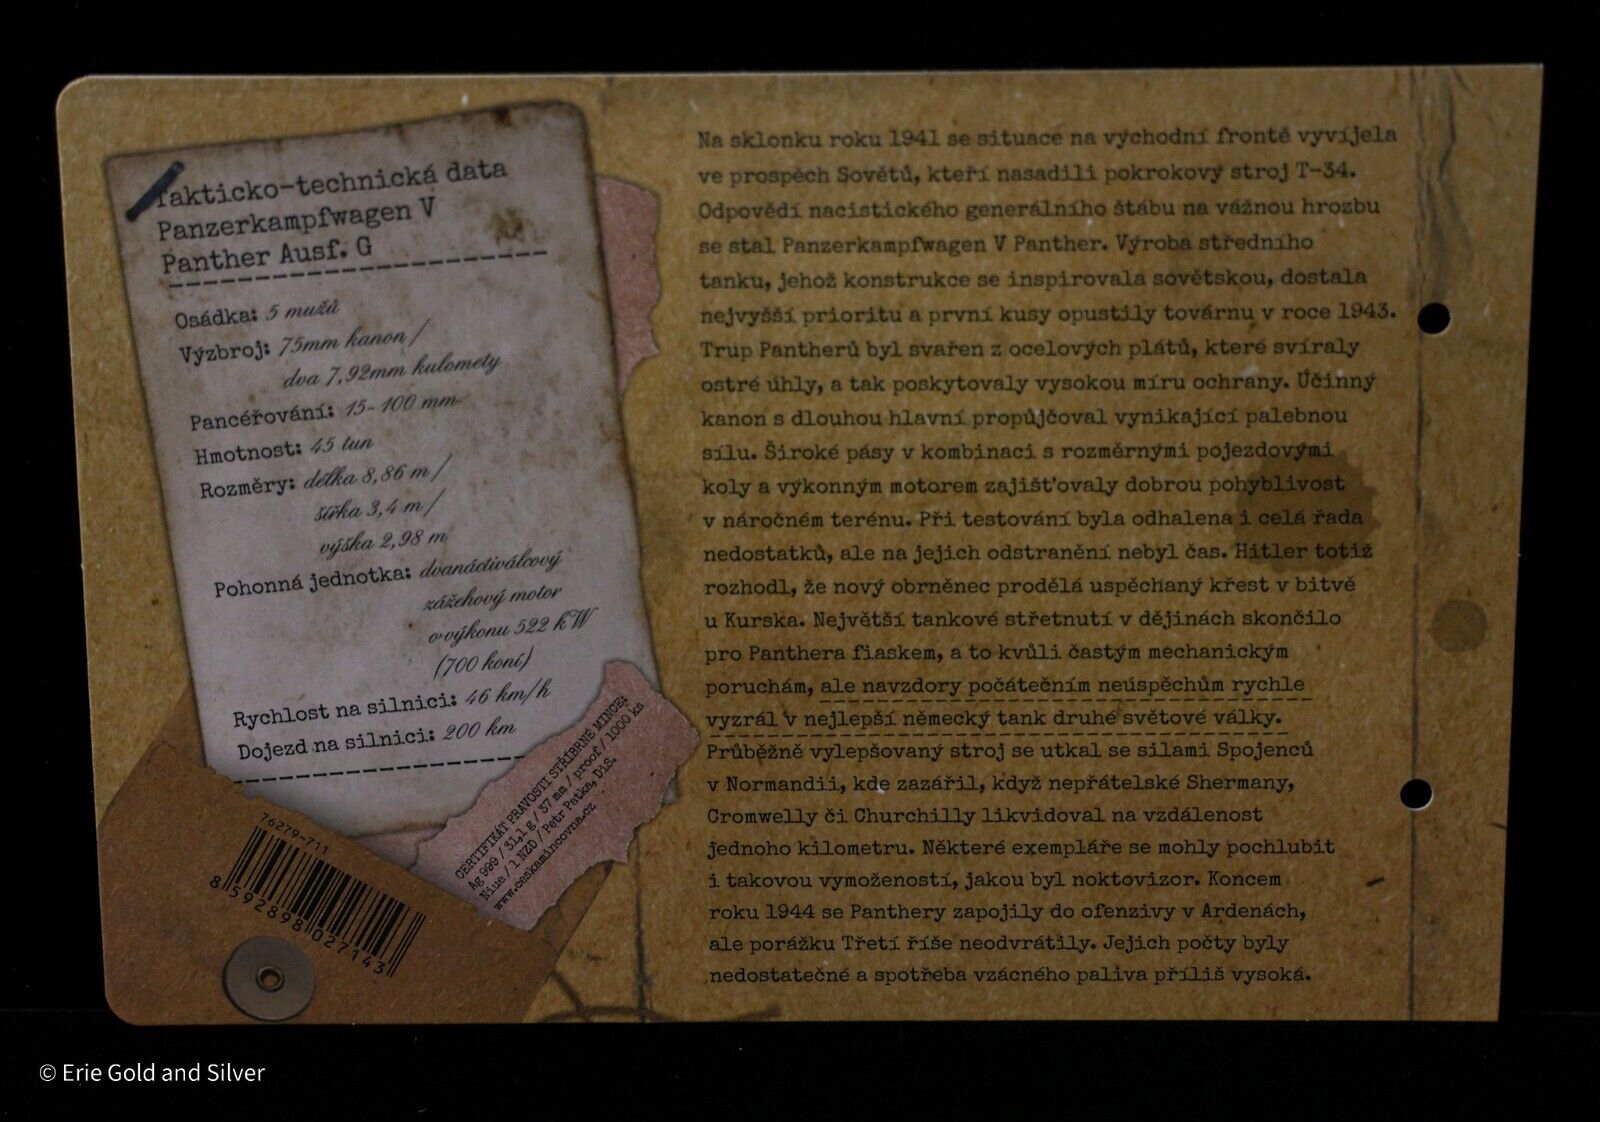 Takticko-technická data
Panzerkampfwagen V
Panther Ausf. G
Osádka: 5 mužů
Výzbroj: 75mm kanon /
dva 7,92mm kulomety
Pancéřování: 15-100 mm
Hmotnost: 45 tun
Rozměry: délka 8,86 m /
šířka 3,4 m /
výška 2,98 m
Pohonná jednotka: dvanáctiválcový
zážehový motor
o výkonu 522 kW
(700 koní)
Rychlost na silnici: 46 km/h
Dojezd na silnici: 200 km
CERTIFIKÁT PRAVOSTI STŘÍBRNÉ MINCE:
Ag 999 / 31,1 g / 37 mm / proof / 1000 ks
Niue / 1 NZD / Petr Patka, Dis.
www.ceskamincovna.cz
76279-711
8 592898 027143
Na sklonku roku 1941 se situace na východní frontě vyvíjela
ve prospěch Sovětů, kteří nasadili pokrokový stroj T-34.
Odpovědí nacistického generálního štábu na vážnou hrozbu
se stal Panzerkampfwagen V Panther. Výroba středního
tanku, jehož konstrukce se inspirovala sovětskou, dostala
nejvyšší prioritu a první kusy opustily továrnu v roce 1943.
Trup Pantherů byl svařen z ocelových plátů, které svíraly
ostré úhly, a tak poskytovaly vysokou míru ochrany. Účinný
kanon s dlouhou hlavní propůjčoval vynikající palebnou
sílu. Široké pásy v kombinaci s rozměrnými pojezdovými
koly a výkonným motorem zajišťovaly dobrou pohyblivost
v náročném terénu. Při testování byla odhalena i celá řada
nedostatků, ale na jejich odstranění nebyl čas. Hitler totiž
rozhodl, že nový obrněnec prodělá uspěchaný křest v bitvě
u Kurska. Největší tankové střetnutí v dějinách skončilo
pro Panthera fiaskem, a to kvůli častým mechanickým
poruchám, ale navzdory počátečním neúspěchům rychle
vyzrál v nejlepší německý tank druhé světové války.
Průběžně vylepšovaný stroj se utkal se silami Spojenců
v Normandii, kde zazářil, když nepřátelské Shermany,
Cromwelly či Churchilly likvidoval na vzdálenost
jednoho kilometru. Některé exempláře se mohly pochlubit
i takovou vymožeností, jakou byl noktovizor. Koncem
roku 1944 se Panthery zapojily do ofenzivy v Ardenách,
ale porážku Třetí říše neodvrátily. Jejich počty byly
nedostatečné a spotřeba vzácného paliva příliš vysoká.
© Erie Gold and Silver